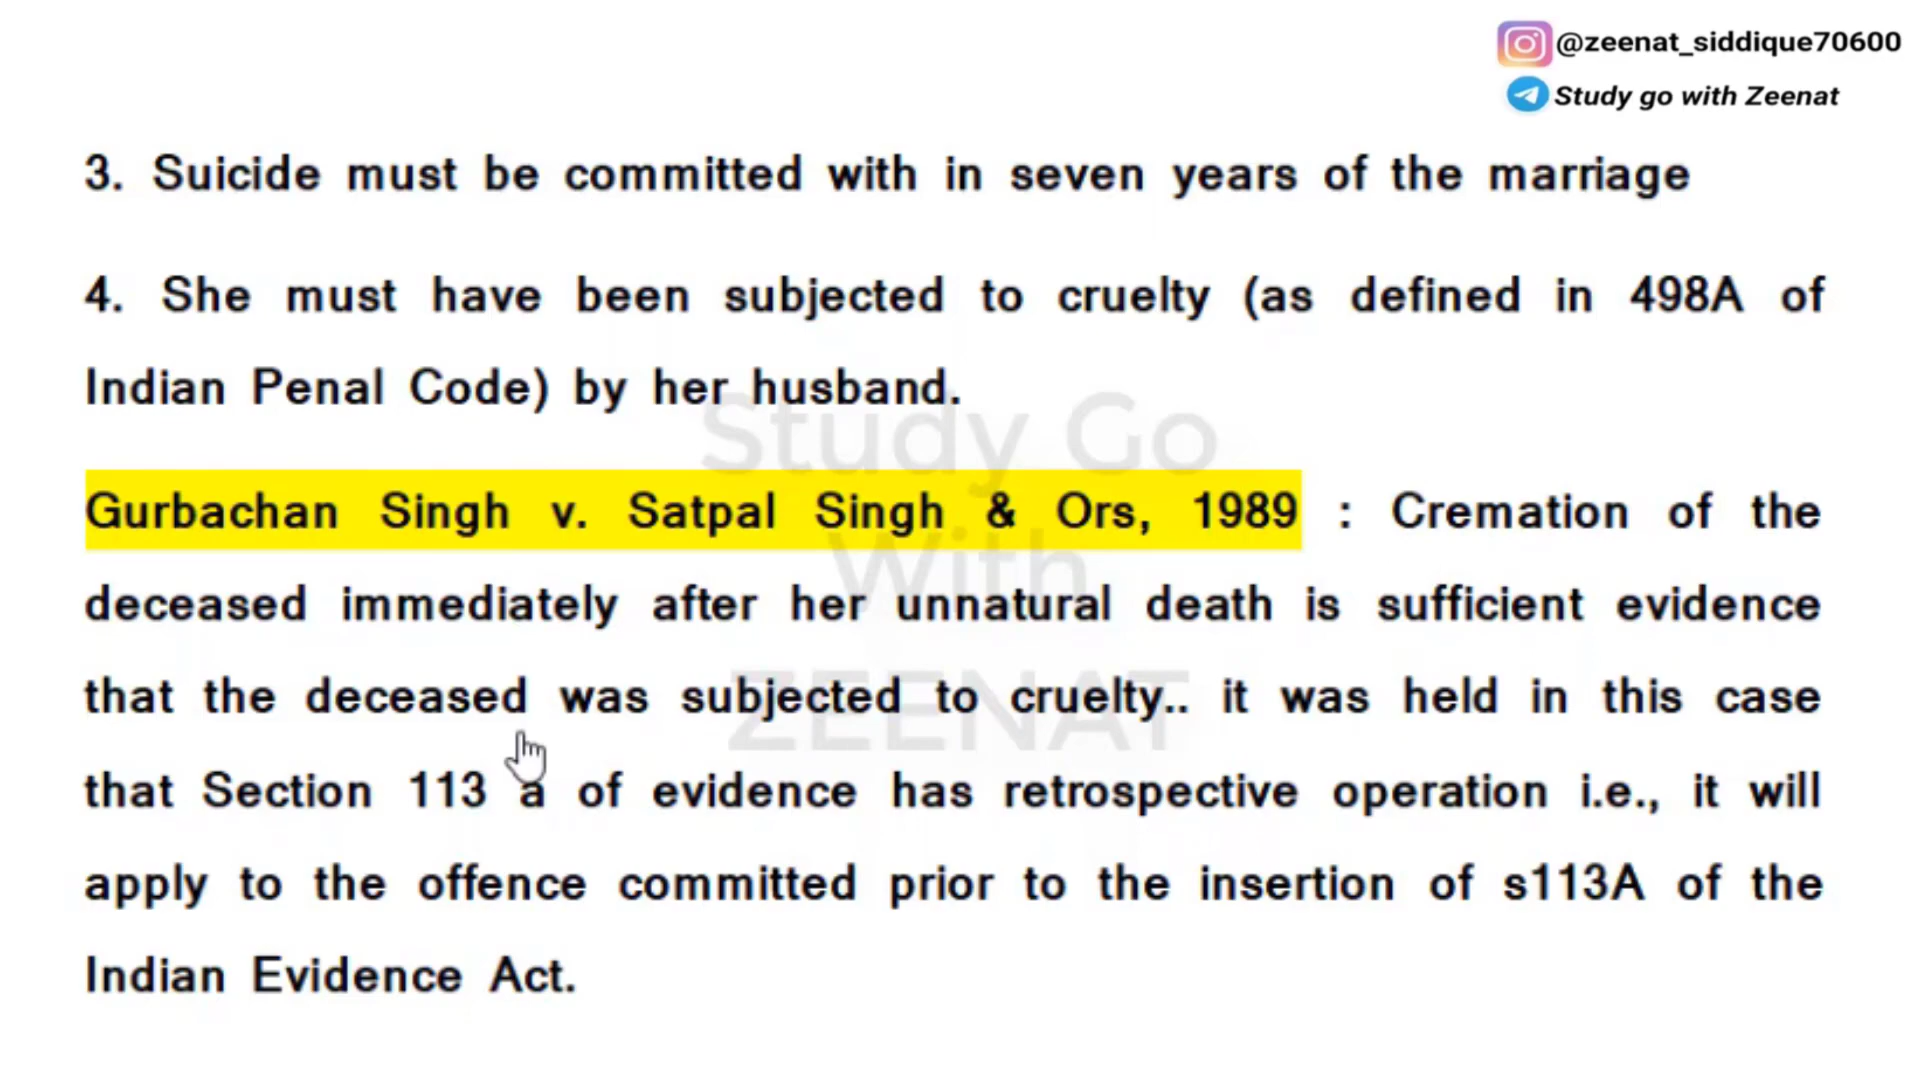 @zeenat_siddique70600
Study go with Zeenat
3. Suicide must be committed with in seven years of the marriage
4. She must have been subjected to cruelty (as defined in 498A of
Indian Penal Code) by her husband.
Gurbachan Singh v. Satpal Singh & Ors, 1989 : Cremation of the
deceased immediately after her unnatural death is sufficient evidence
that the deceased was subjected to cruelty.. it was held in this case
that Section 113 a of evidence has retrospective operation i.e., it will
apply to the offence committed prior to the insertion of s113A of the
Indian Evidence Act.
Study Go
With
ZEENAT